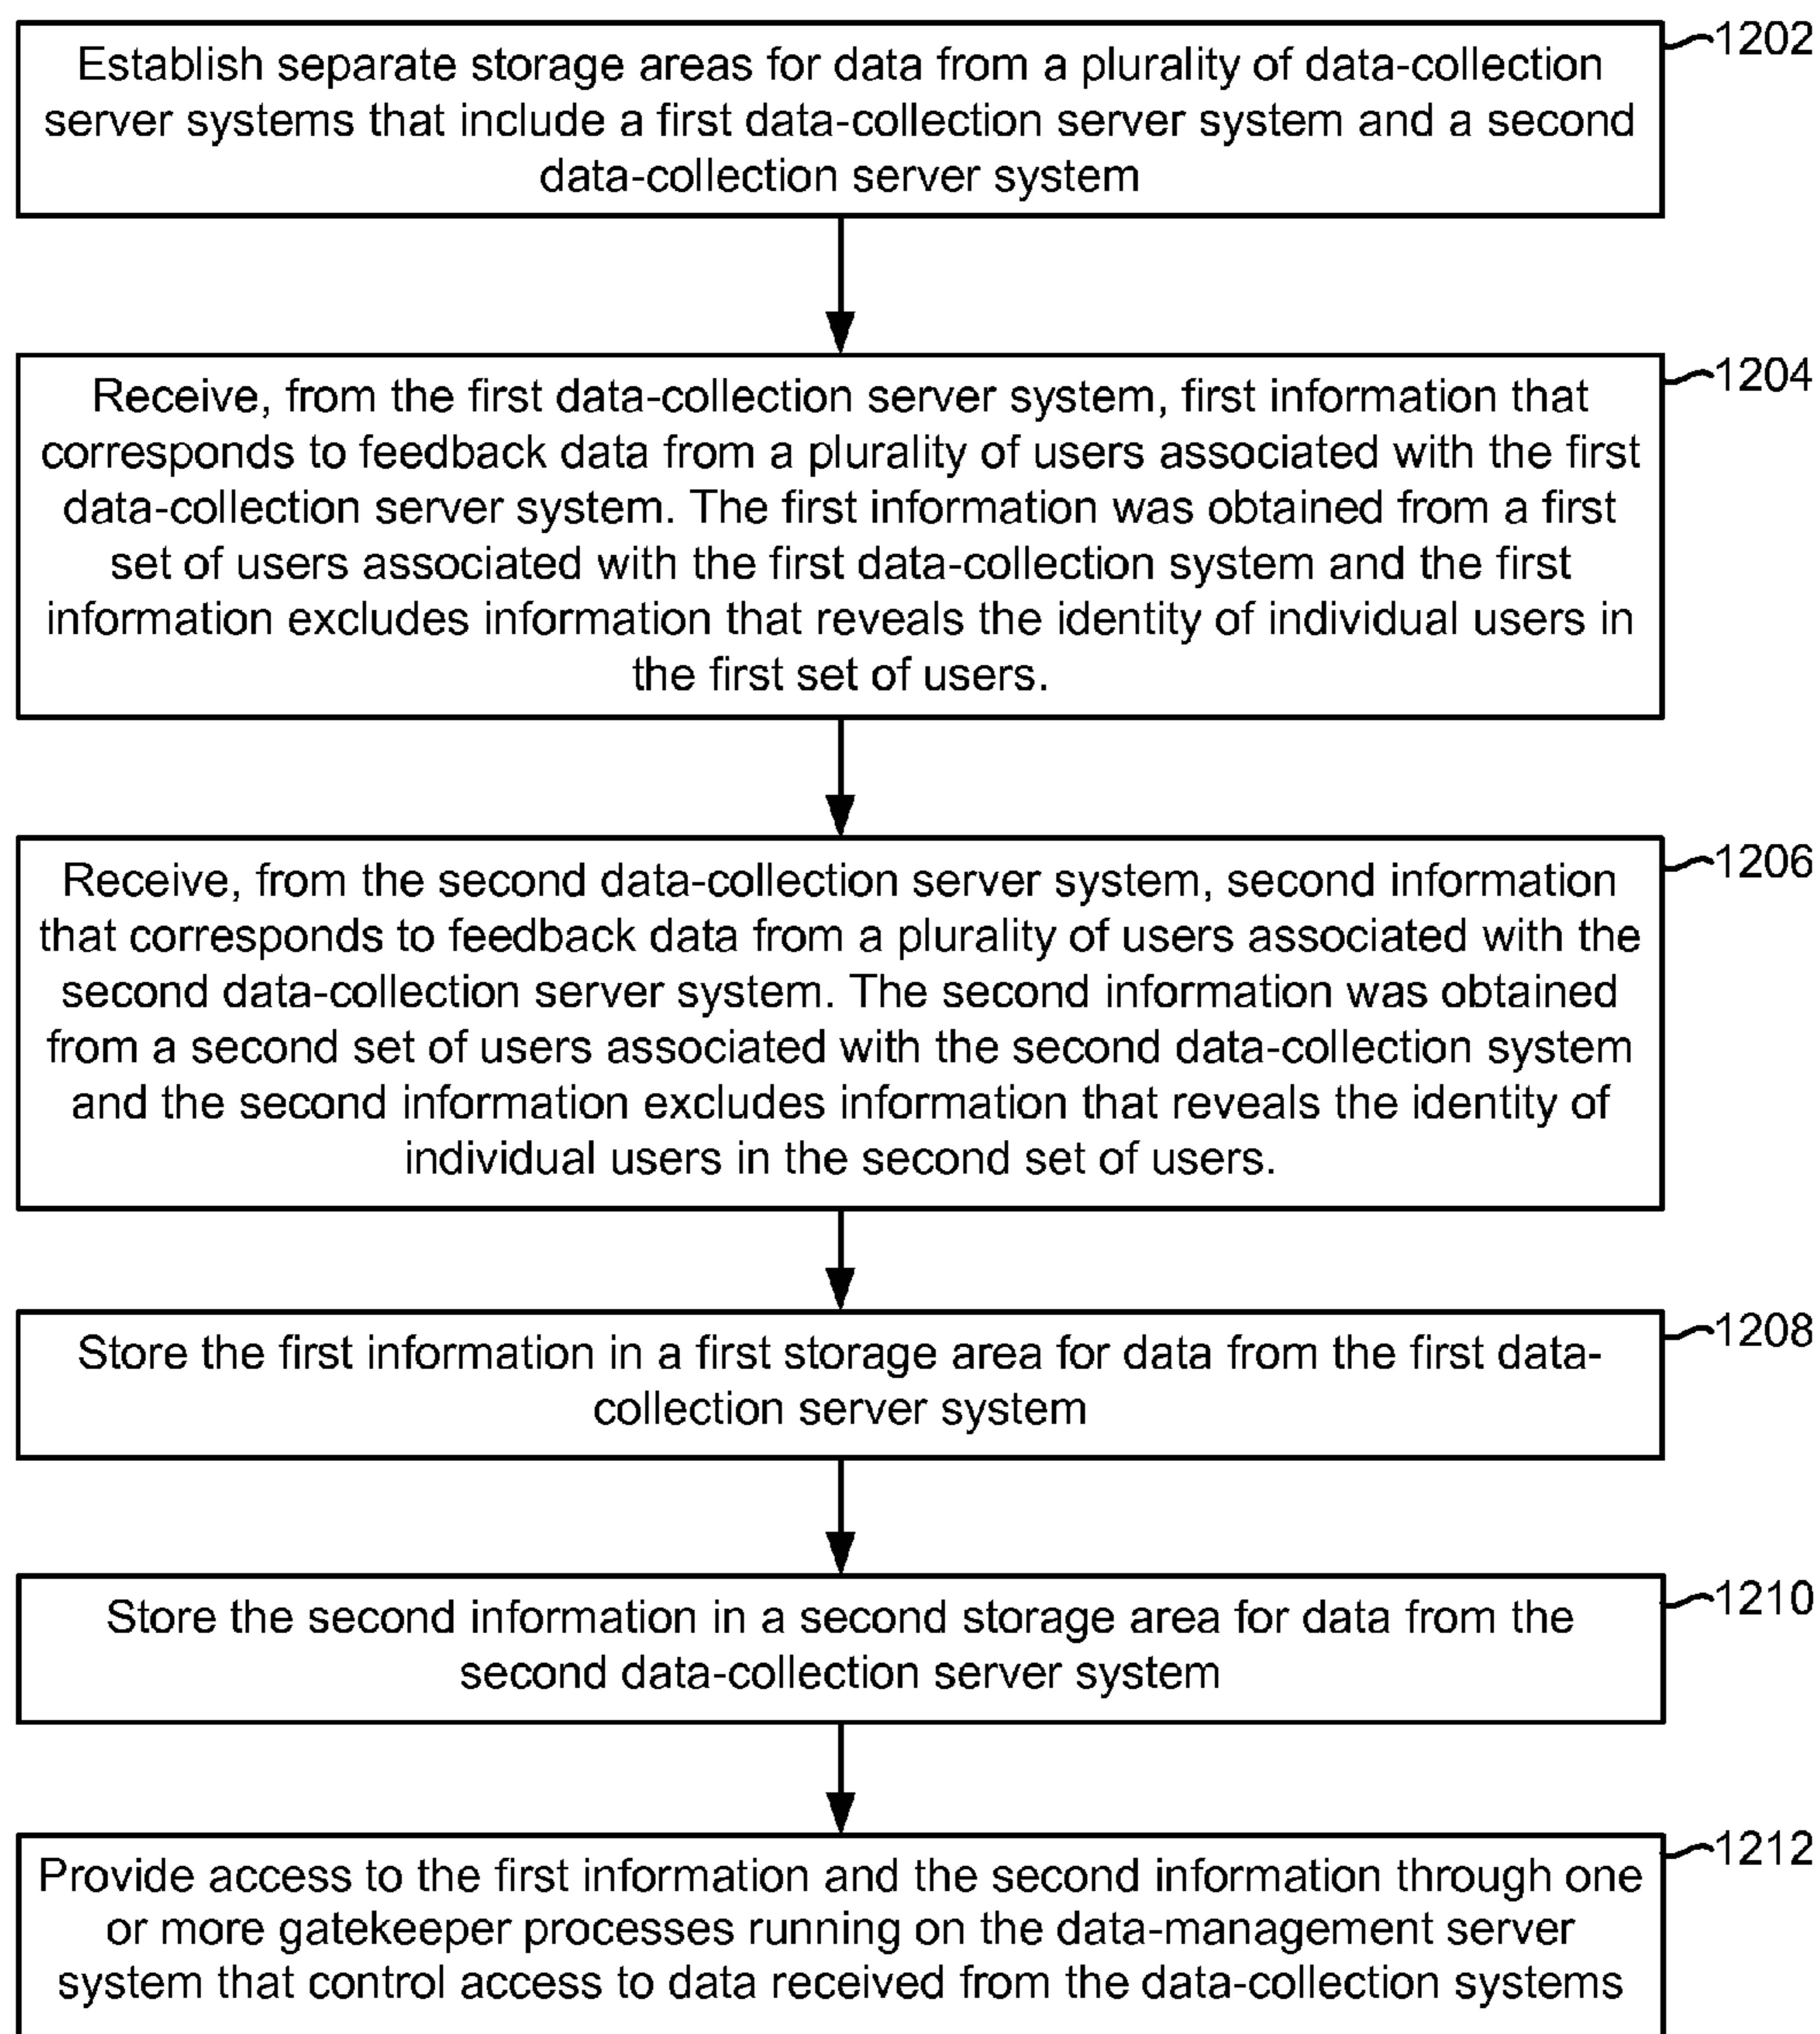 1202
Establish separate storage areas for data from a plurality of data-collection
server systems that include a first data-collection server system and a second
data-collection server system
1204
Receive, from the first data-collection server system, first information that
corresponds to feedback data from a plurality of users associated with the first
data-collection server system. The first information was obtained from a first
set of users associated with the first data-collection system and the first
information excludes information that reveals the identity of individual users in
the first set of users.
1206
Receive, from the second data-collection server system, second information
that corresponds to feedback data from a plurality of users associated with the
second data-collection server system. The second information was obtained
from a second set of users associated with the second data-collection system
and the second information excludes information that reveals the identity of
individual users in the second set of users.
1208
Store the first information in a first storage area for data from the first data-
collection server system
1210
Store the second information in a second storage area for data from the
second data-collection server system
1212
Provide access to the first information and the second information through one
or more gatekeeper processes running on the data-management server
system that control access to data received from the data-collection systems